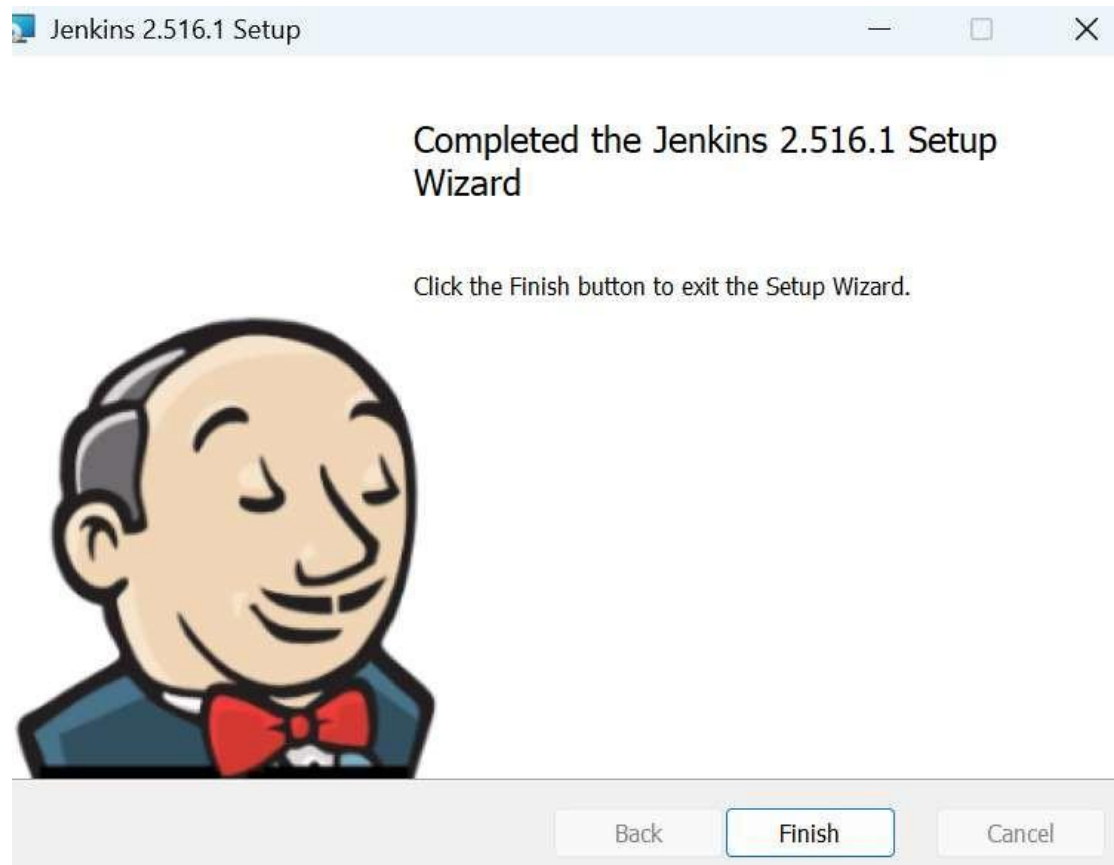 Jenkins 2.516.1 Setup
Completed the Jenkins 2.516.1 Setup
Wizard
Click the Finish button to exit the Setup Wizard.
Back
Finish
Cancel